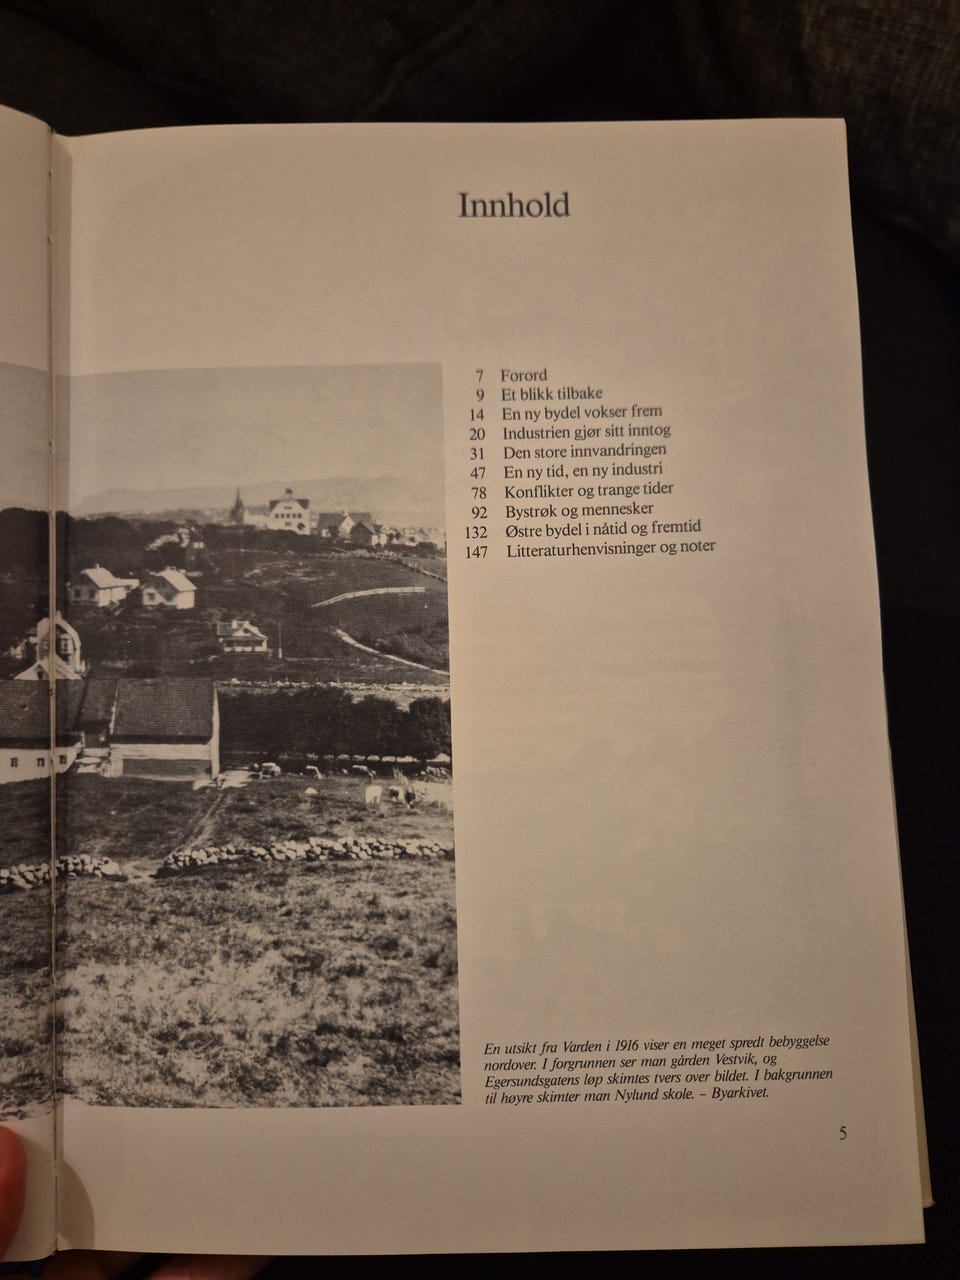 Innhold
7 Forord
9 Et blikk tilbake
14 En ny bydel vokser frem
20 Industrien gjør sitt inntog
31 Den store innvandringen
47 En ny tid, en ny industri
78 Konflikter og trange tider
92 Bystrøk og mennesker
132 Østre bydel i nåtid og fremtid
147 Litteraturhenvisninger og noter
En utsikt fra Varden i 1916 viser en meget spredt bebyggelse
nordover. I forgrunnen ser man gården Vestvik, og
Egersundsgatens løp skimtes tvers over bildet. I bakgrunnen
til høyre skimter man Nylund skole. – Byarkivet.
5